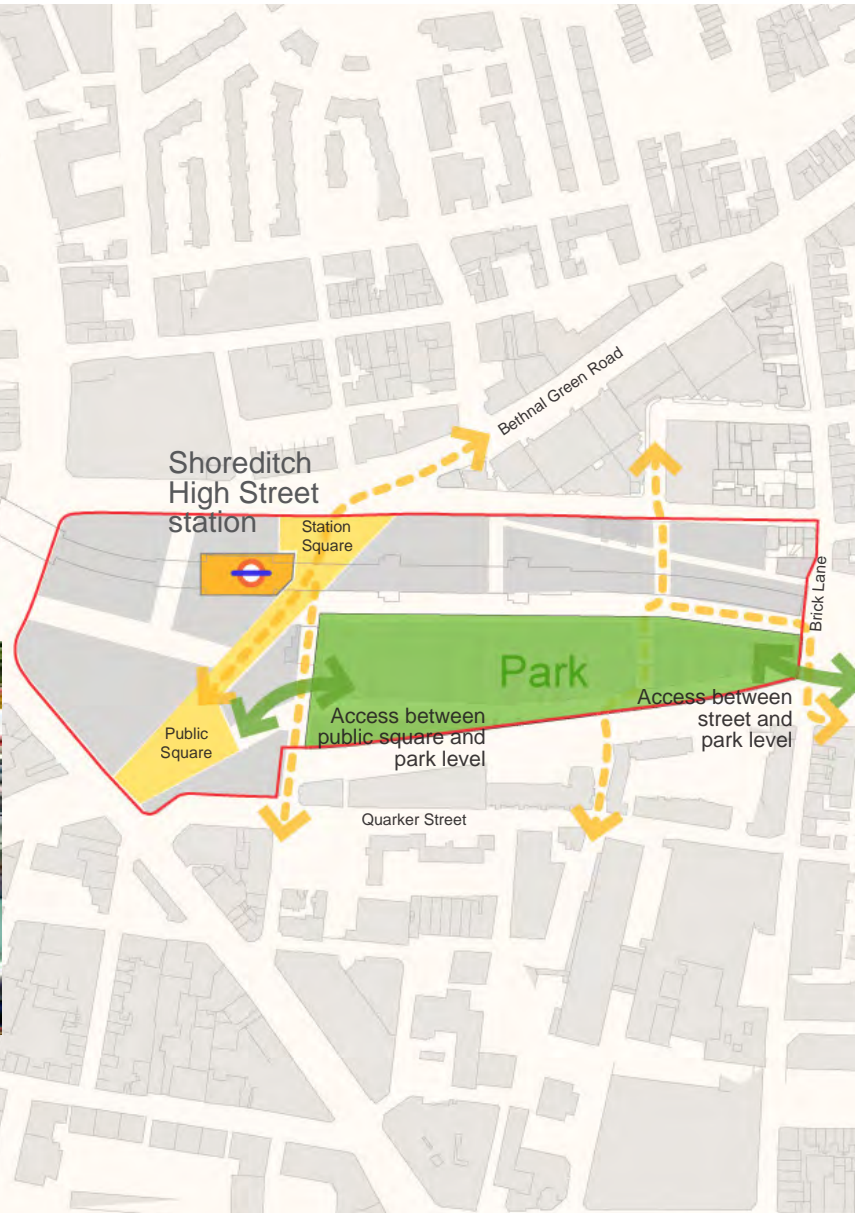 Bethnal Green Road
Shoreditch
High Street
station
Station
Square
Brick Lane
Park
Access between
street and
park level
Access between
public square and
park level
Public
Square
Quarker Street